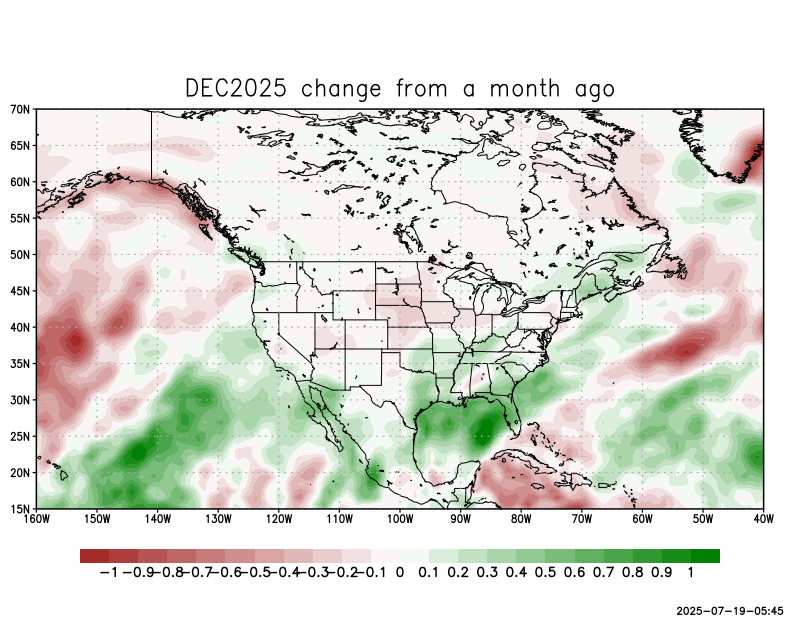 DEC2025 change from a month ago
70N
65N
60N
55N
50N
45N
40N
35N
30N
25N
20N
15N
160W 150W 140W 130W 120W 110W 100W 90W 80W 70W 60W 50W 40W
−1 −0.9 −0.8 −0.7 −0.6 −0.5 −0.4 −0.3 −0.2 −0.1 0 0.1 0.2 0.3 0.4 0.5 0.6 0.7 0.8 0.9 1
2025-07-19-05:45